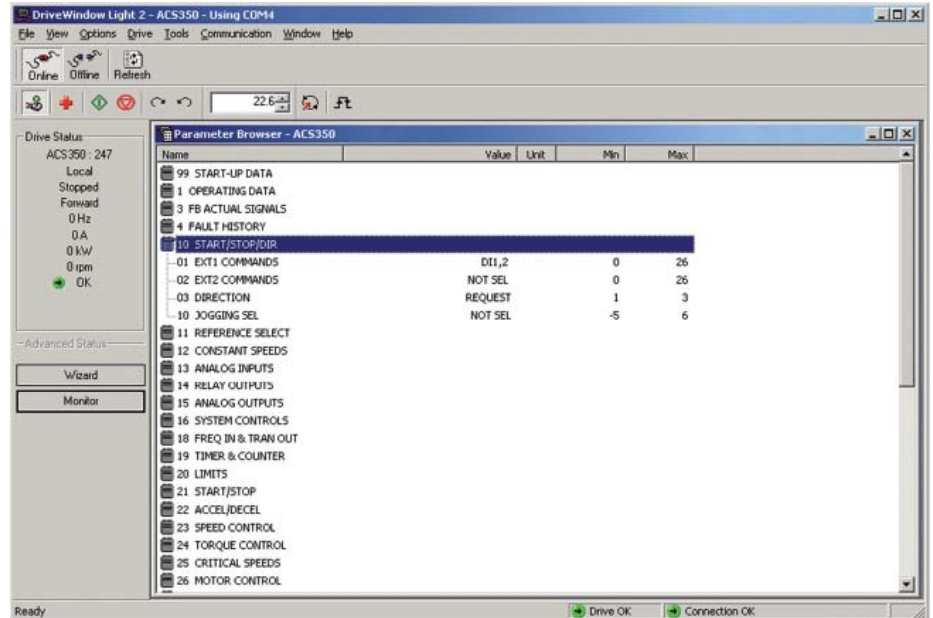 DriveWindow Light 2 - ACS350 - Using COM4
File View Options Drive Tools Communication Window Help
Online Offline Refresh
22.6
Drive Status
ACS350 : 247
Local
Stopped
Forward
0 Hz
0 A
0 kW
0 rpm
OK
Advanced Status
Wizard
Monitor
Parameter Browser - ACS350
Name Value Unit Min Max
99 START-UP DATA
1 OPERATING DATA
3 FB ACTUAL SIGNALS
4 FAULT HISTORY
10 START/STOP/DIR
01 EXT1 COMMANDS DI1,2 0 26
02 EXT2 COMMANDS NOT SEL 0 26
03 DIRECTION REQUEST 1 3
10 JOGGING SEL NOT SEL -5 6
11 REFERENCE SELECT
12 CONSTANT SPEEDS
13 ANALOG INPUTS
14 RELAY OUTPUTS
15 ANALOG OUTPUTS
16 SYSTEM CONTROLS
18 FREQ IN & TRAN OUT
19 TIMER & COUNTER
20 LIMITS
21 START/STOP
22 ACCEL/DECEL
23 SPEED CONTROL
24 TORQUE CONTROL
25 CRITICAL SPEEDS
26 MOTOR CONTROL
Ready Drive OK Connection OK